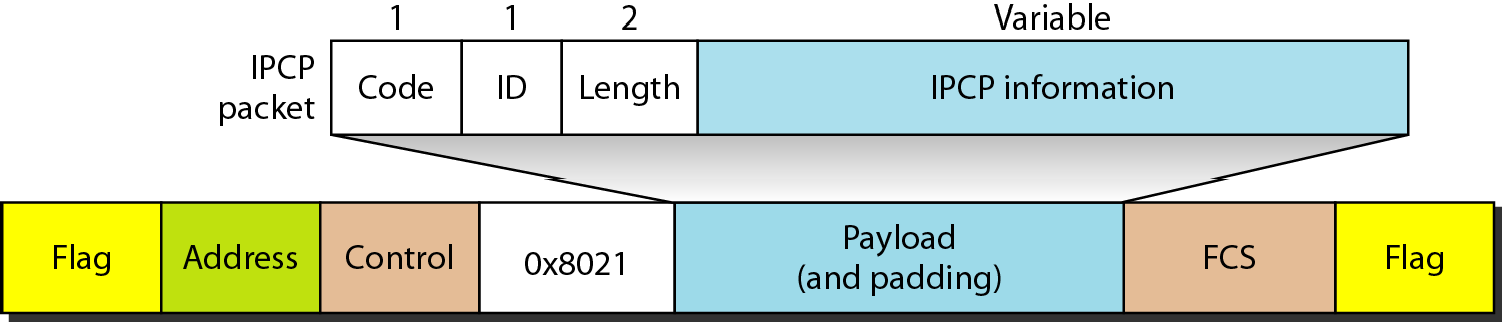 1 1 2 Variable
IPCP
packet
Code ID Length IPCP information
Flag Address Control 0x8021 Payload
(and padding) FCS Flag